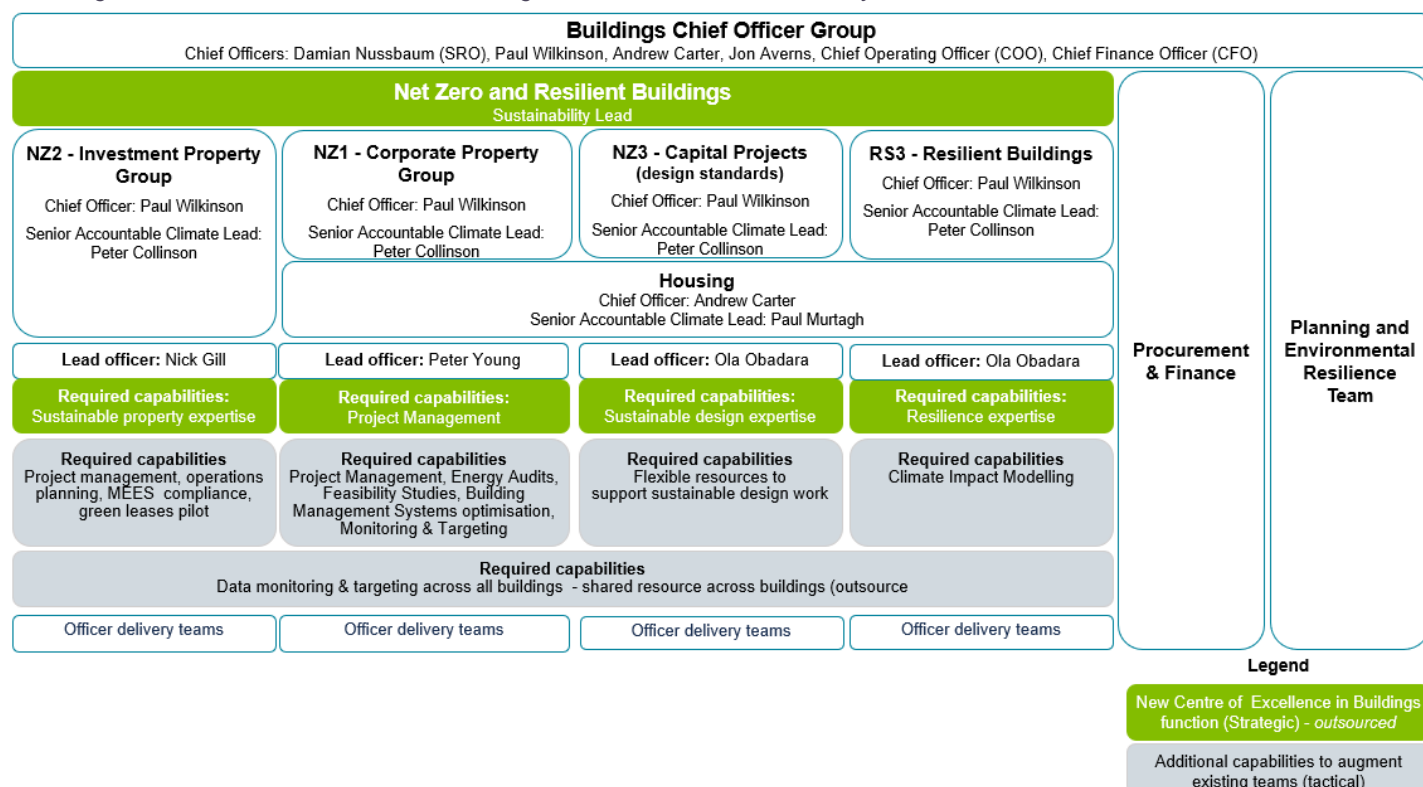 Buildings Chief Officer Group
Chief Officers: Damian Nussbaum (SRO), Paul Wilkinson, Andrew Carter, Jon Averns, Chief Operating Officer (COO), Chief Finance Officer (CFO)
Net Zero and Resilient Buildings
Sustainability Lead
NZ2 - Investment Property
Group
Chief Officer: Paul Wilkinson
Senior Accountable Climate Lead:
Peter Collinson
NZ1 - Corporate Property
Group
Chief Officer: Paul Wilkinson
Senior Accountable Climate Lead:
Peter Collinson
NZ3 - Capital Projects
(design standards)
Chief Officer: Paul Wilkinson
Senior Accountable Climate Lead:
Peter Collinson
RS3 - Resilient Buildings
Chief Officer: Paul Wilkinson
Senior Accountable Climate Lead:
Peter Collinson
Housing
Chief Officer: Andrew Carter
Senior Accountable Climate Lead: Paul Murtagh
Lead officer: Nick Gill
Lead officer: Peter Young
Lead officer: Ola Obadara
Lead officer: Ola Obadara
Required capabilities:
Sustainable property expertise
Required capabilities:
Project Management
Required capabilities:
Sustainable design expertise
Required capabilities:
Resilience expertise
Required capabilities
Project management, operations
planning, MEES compliance,
green leases pilot
Required capabilities
Project Management, Energy Audits,
Feasibility Studies, Building
Management Systems optimisation,
Monitoring & Targeting
Required capabilities
Flexible resources to
support sustainable design work
Required capabilities
Climate Impact Modelling
Required capabilities
Data monitoring & targeting across all buildings - shared resource across buildings (outsource
Officer delivery teams
Officer delivery teams
Officer delivery teams
Officer delivery teams
Procurement
& Finance
Planning and
Environmental
Resilience
Team
Legend
New Centre of Excellence in Buildings
function (Strategic) - outsourced
Additional capabilities to augment
existing teams (tactical)